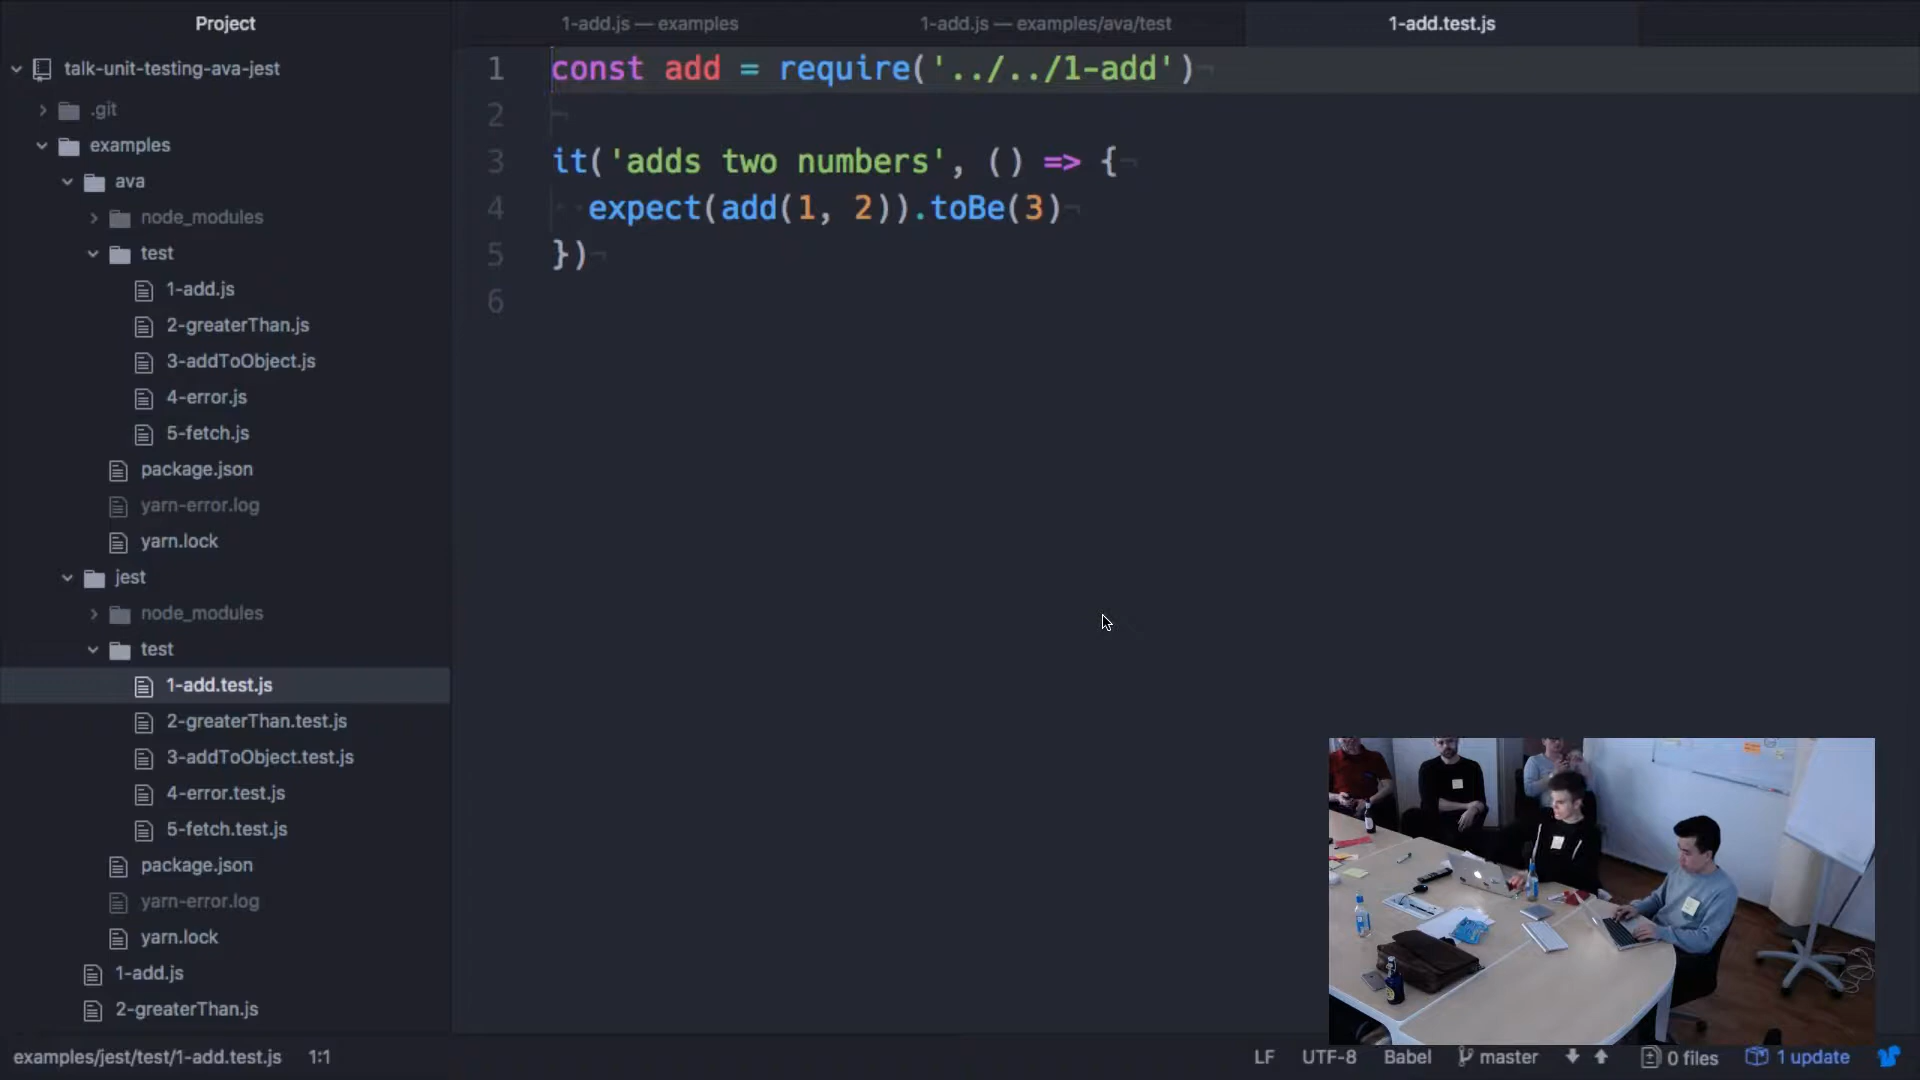 Project
1-add.js — examples
1-add.js — examples/ava/test
1-add.test.js
talk-unit-testing-ava-jest
.git
examples
ava
node_modules
test
1-add.js
2-greaterThan.js
3-addToObject.js
4-error.js
5-fetch.js
package.json
yarn-error.log
yarn.lock
jest
node_modules
test
1-add.test.js
2-greaterThan.test.js
3-addToObject.test.js
4-error.test.js
5-fetch.test.js
package.json
yarn-error.log
yarn.lock
1-add.js
2-greaterThan.js
1 const add = require('../../1-add')¬
2 ¬
3 it('adds two numbers', () => {¬
4 ··expect(add(1, 2)).toBe(3)¬
5 })¬
6
examples/jest/test/1-add.test.js 1:1
LF UTF-8 Babel master 0 files 1 update